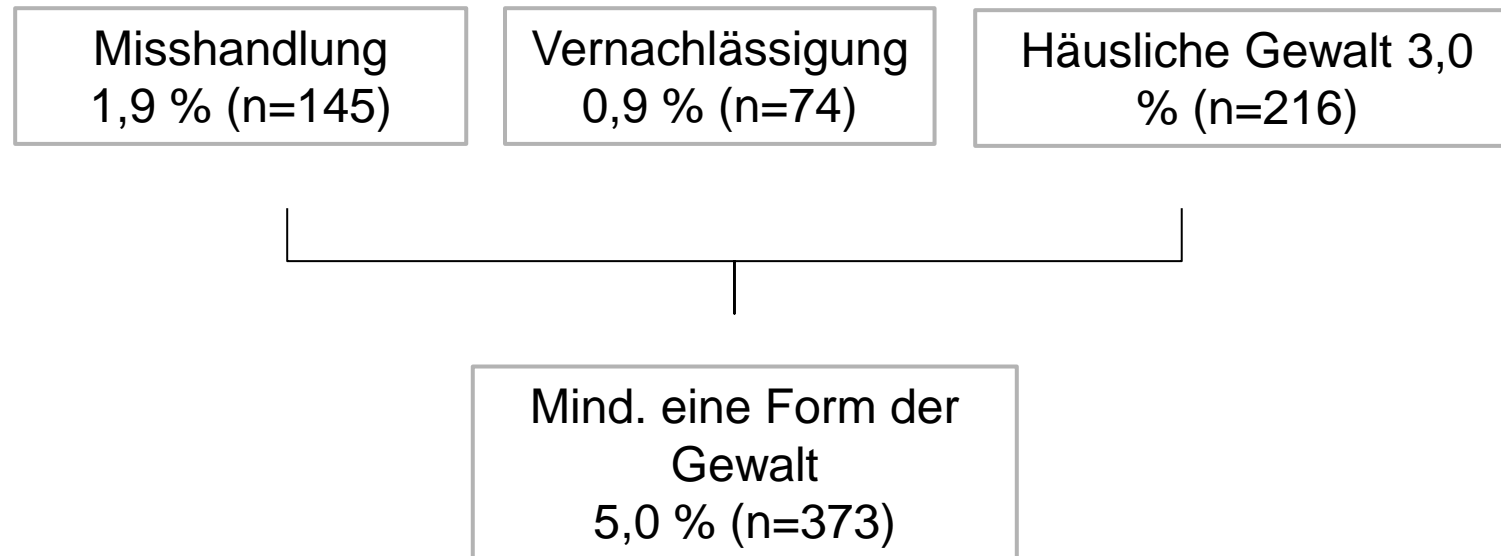 Misshandlung
1,9 % (n=145)
Vernachlässigung
0,9 % (n=74)
Häusliche Gewalt 3,0
% (n=216)
Mind. eine Form der
Gewalt
5,0 % (n=373)